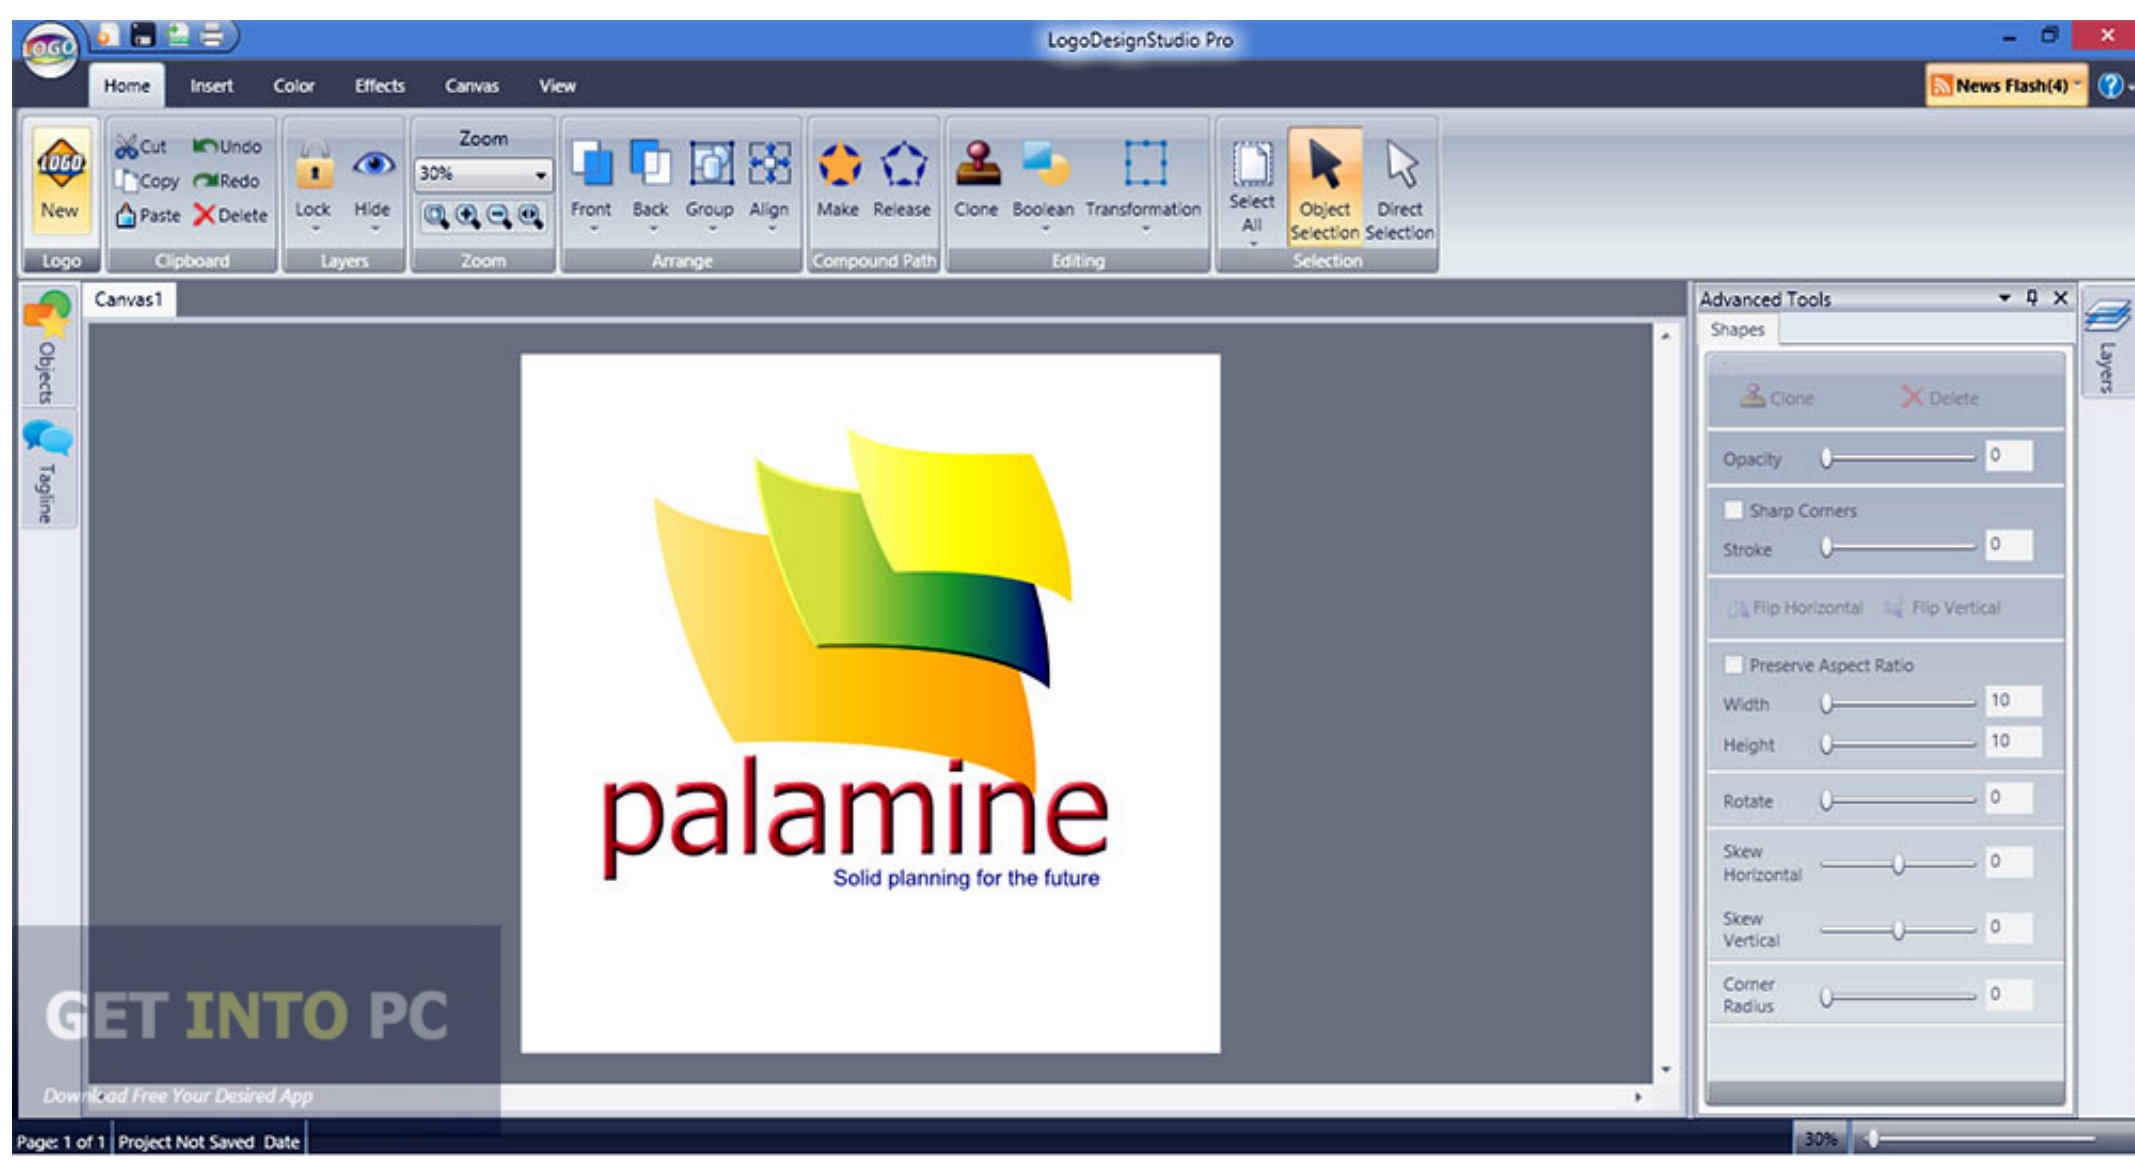 LOGO
LogoDesignStudio Pro
Home Insert Color Effects Canvas View
News Flash(4)
LOGO
New
Logo
Cut Undo
Copy Redo
Paste Delete
Clipboard
Lock Hide
Layers
Zoom
30%
Zoom
Front Back Group Align
Arrange
Make Release
Compound Path
Clone Boolean Transformation
Editing
Select
All
Object
Selection
Direct
Selection
Selection
Objects
Tagline
Canvas1
palamine
Solid planning for the future
Advanced Tools
Shapes
Clone Delete
Opacity 0
Sharp Corners
Stroke 0
Flip Horizontal Flip Vertical
Preserve Aspect Ratio
Width 10
Height 10
Rotate 0
Skew
Horizontal 0
Skew
Vertical 0
Corner
Radius 0
Layers
GET INTO PC
Download Free Your Desired App
Page: 1 of 1 Project Not Saved Date
30%